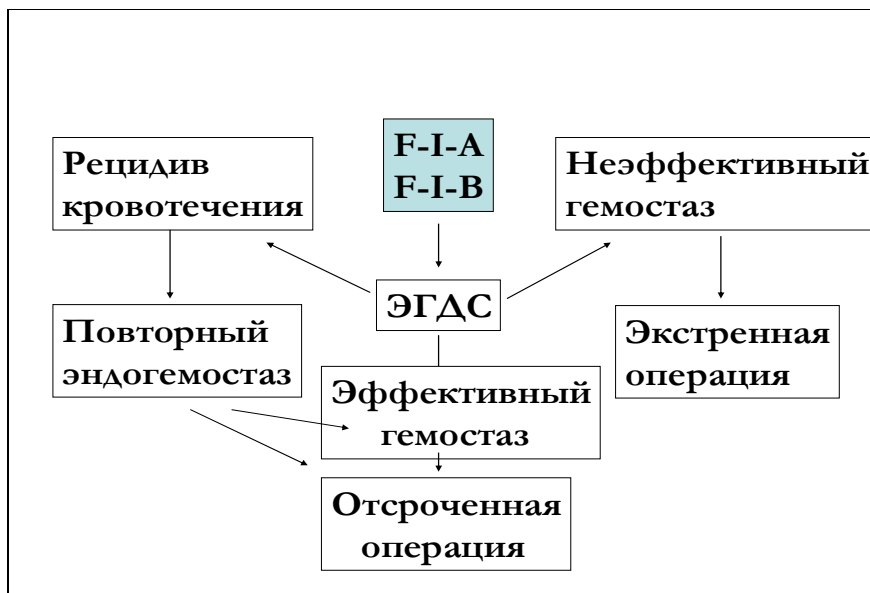 F-I-A
F-I-B
Рецидив
кровотечения
Неэффективный
гемостаз
ЭГДС
Повторный
эндогемостаз
Экстренная
операция
Эффективный
гемостаз
Отсроченная
операция